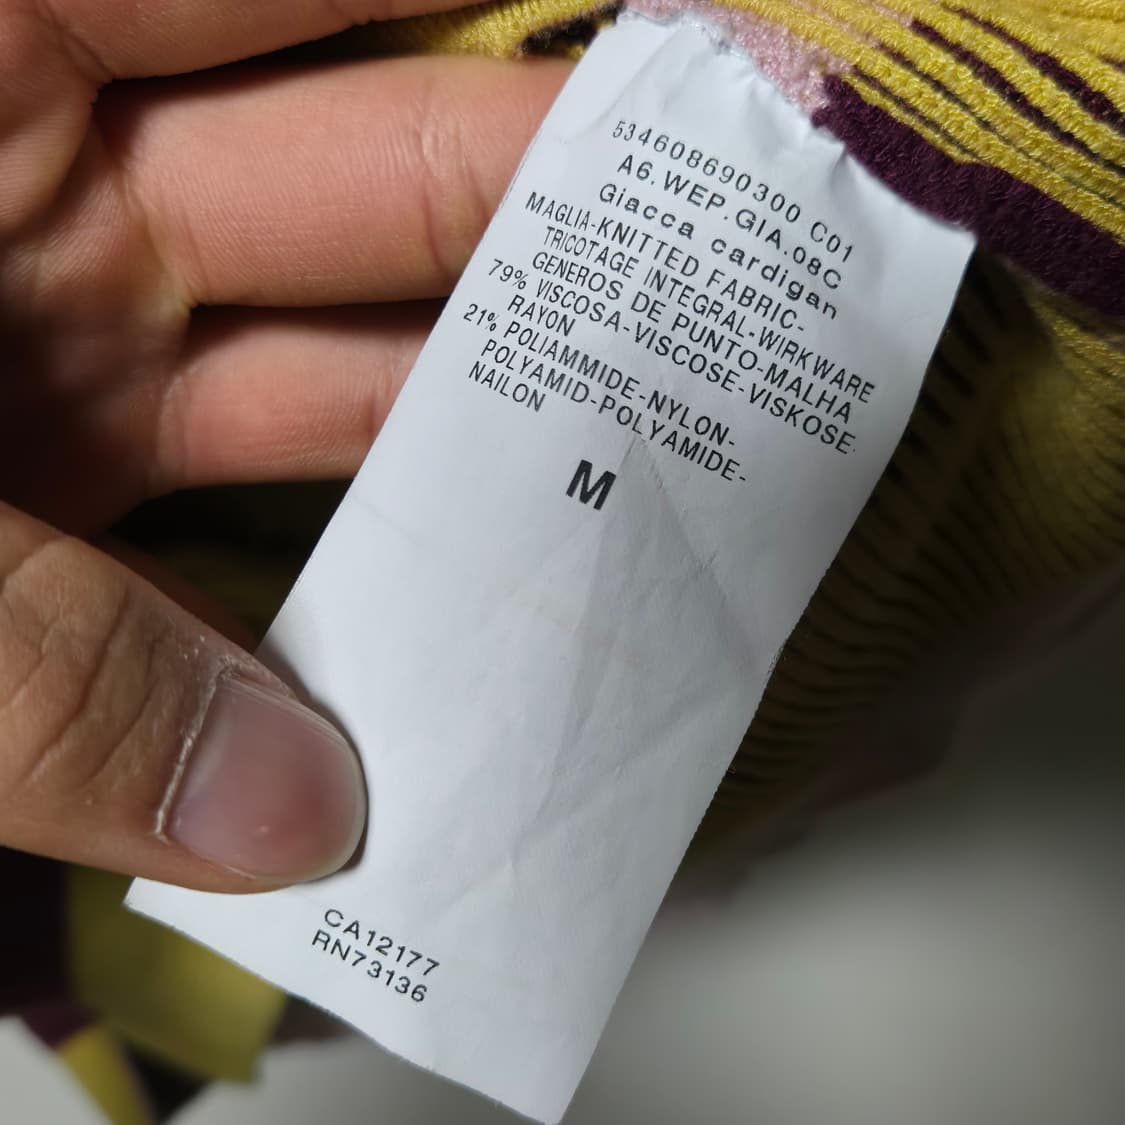 534608690300 C01
A6.WEP.GIA.08C
Giacca cardigan
MAGLIA-KNITTED FABRIC-
TRICOTAGE INTEGRAL-WIRKWARE
GENEROS DE PUNTO-MALHA
79% VISCOSA-VISCOSE-VISKOSE-
RAYON
21% POLIAMMIDE-NYLON-
POLYAMID-POLYAMIDE-
NAILON
M
CA12177
RN73136